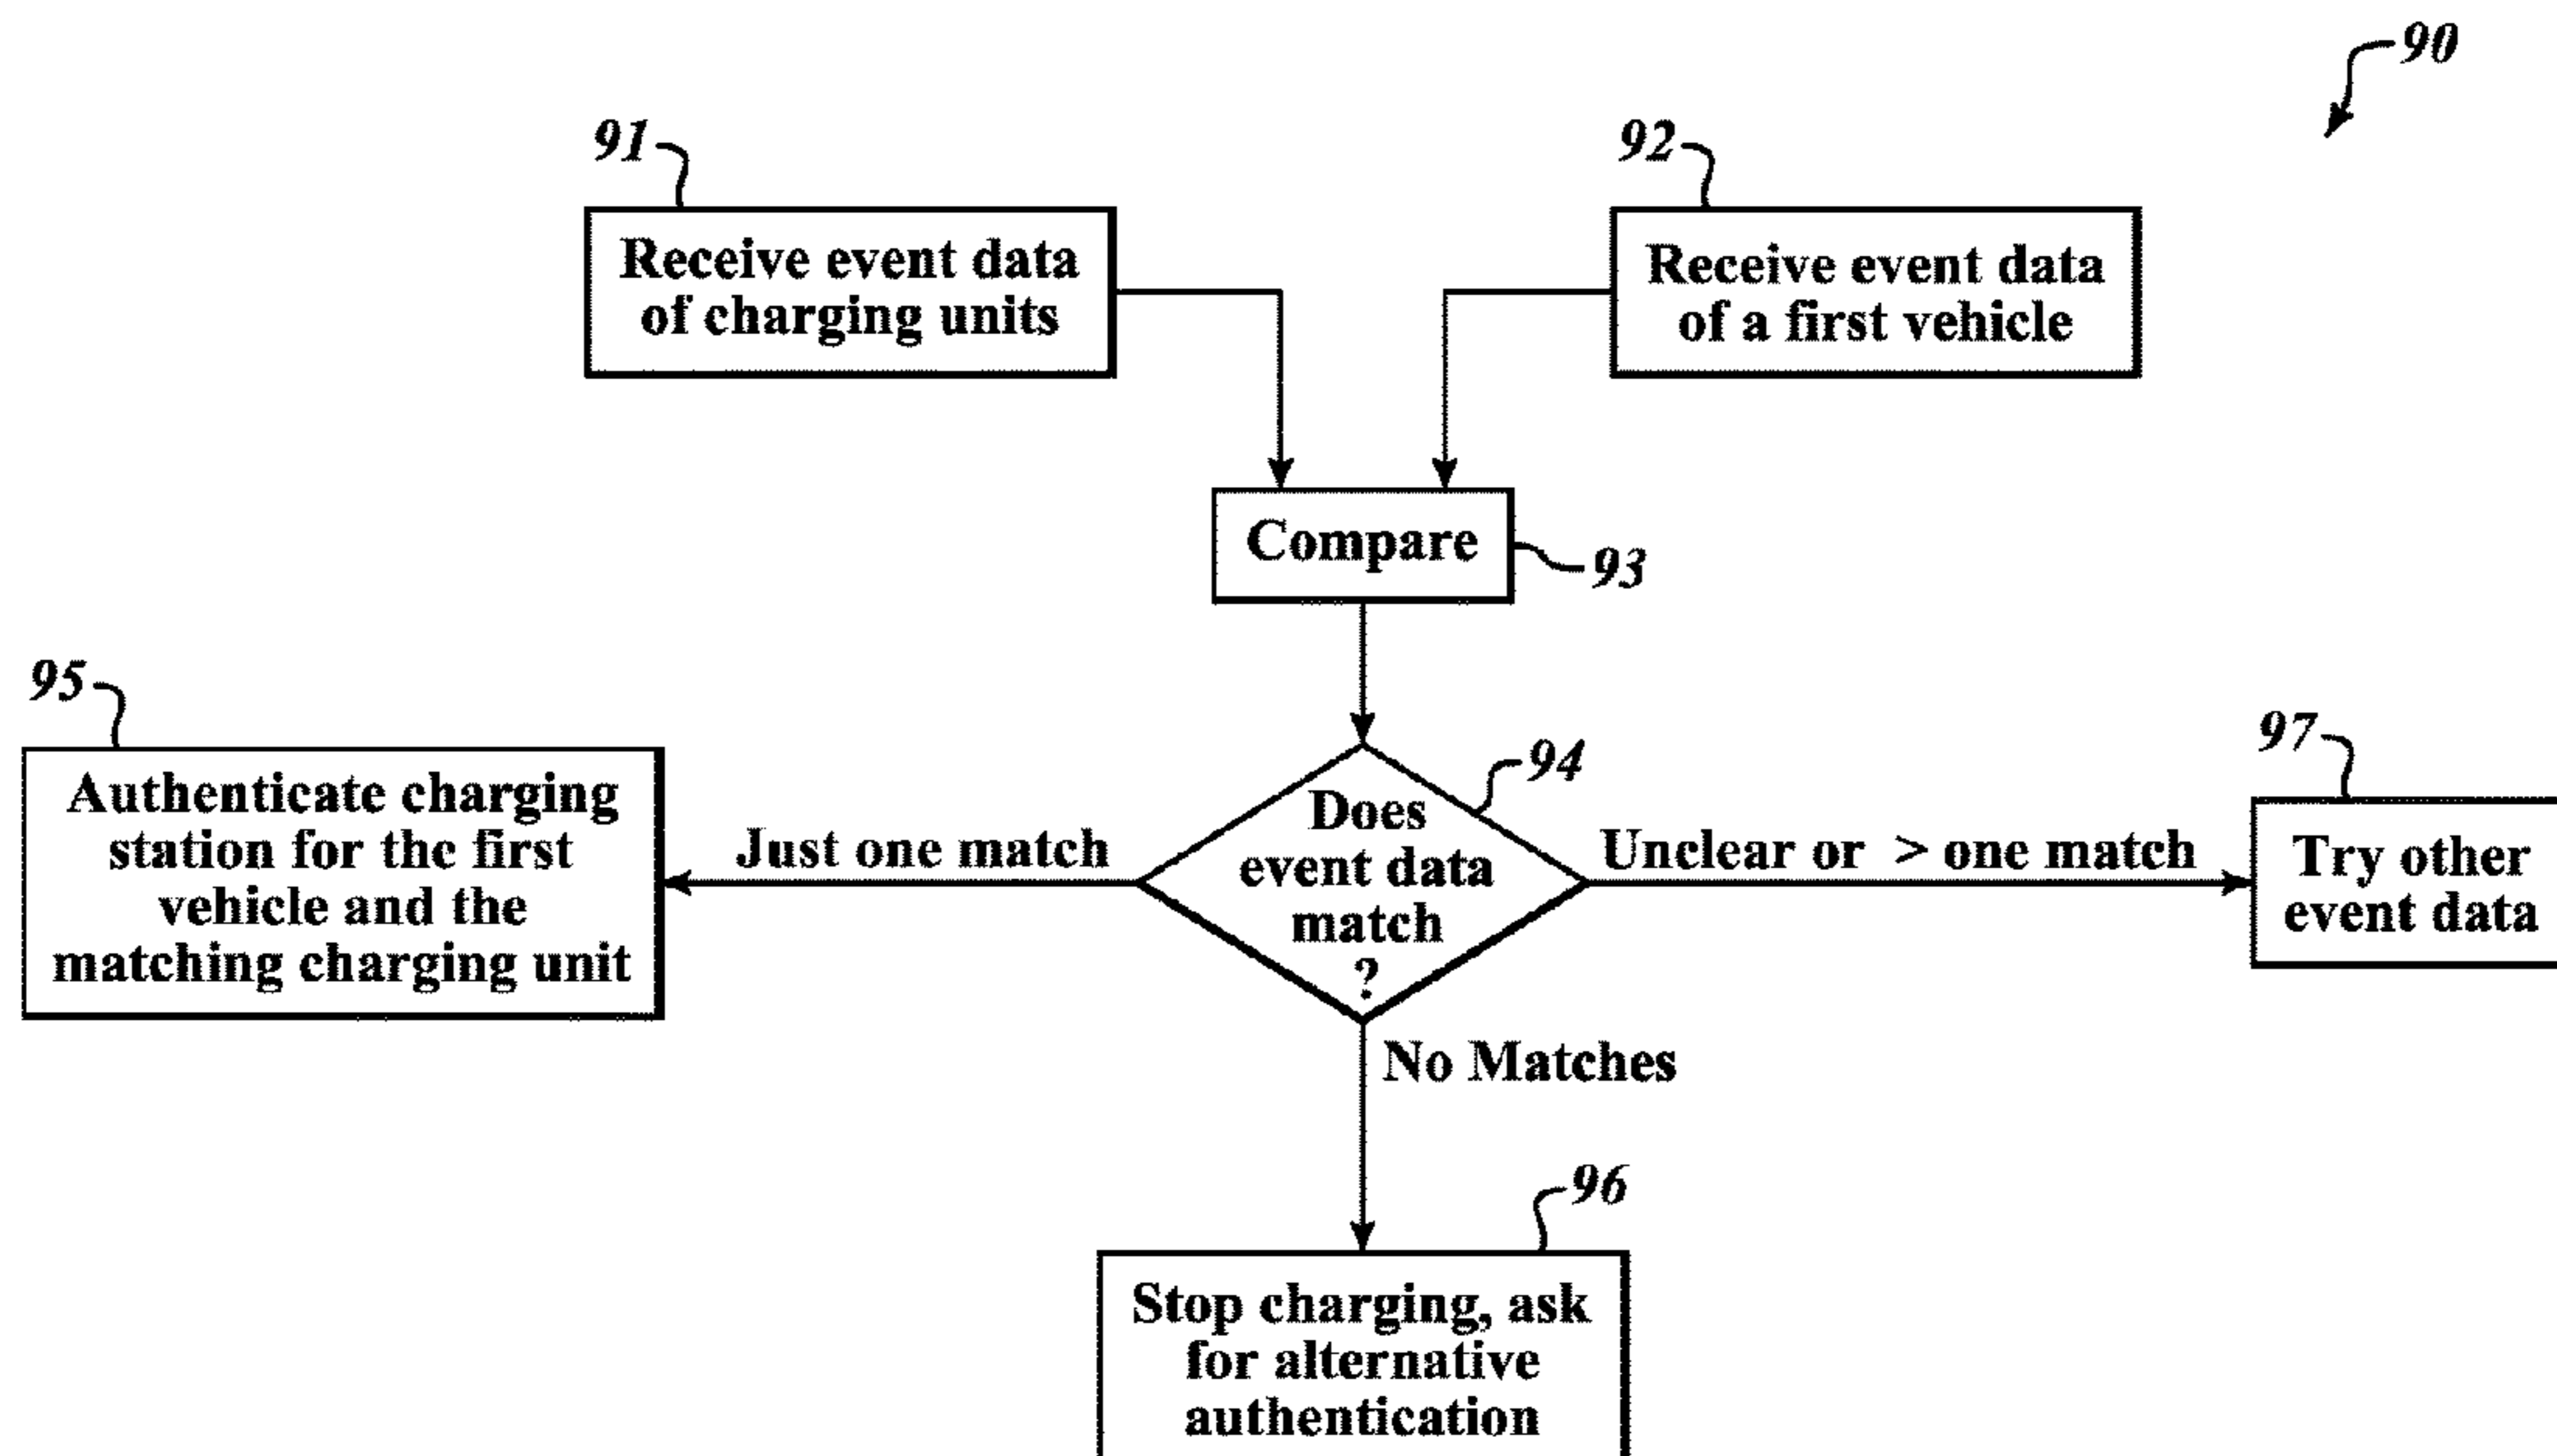 90
91
92
Receive event data
of charging units
Receive event data
of a first vehicle
Compare
93
95
94
97
Authenticate charging
station for the first
vehicle and the
matching charging unit
Just one match
Does
event data
match
?
Unclear or > one match
Try other
event data
No Matches
96
Stop charging, ask
for alternative
authentication